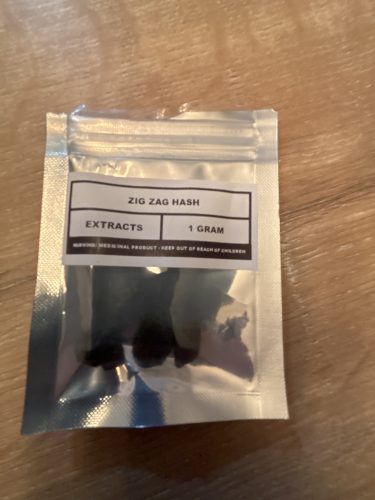 ZIG ZAG HASH
EXTRACTS
1 GRAM
WARNING: MEDICINAL PRODUCT - KEEP OUT OF REACH OF CHILDREN